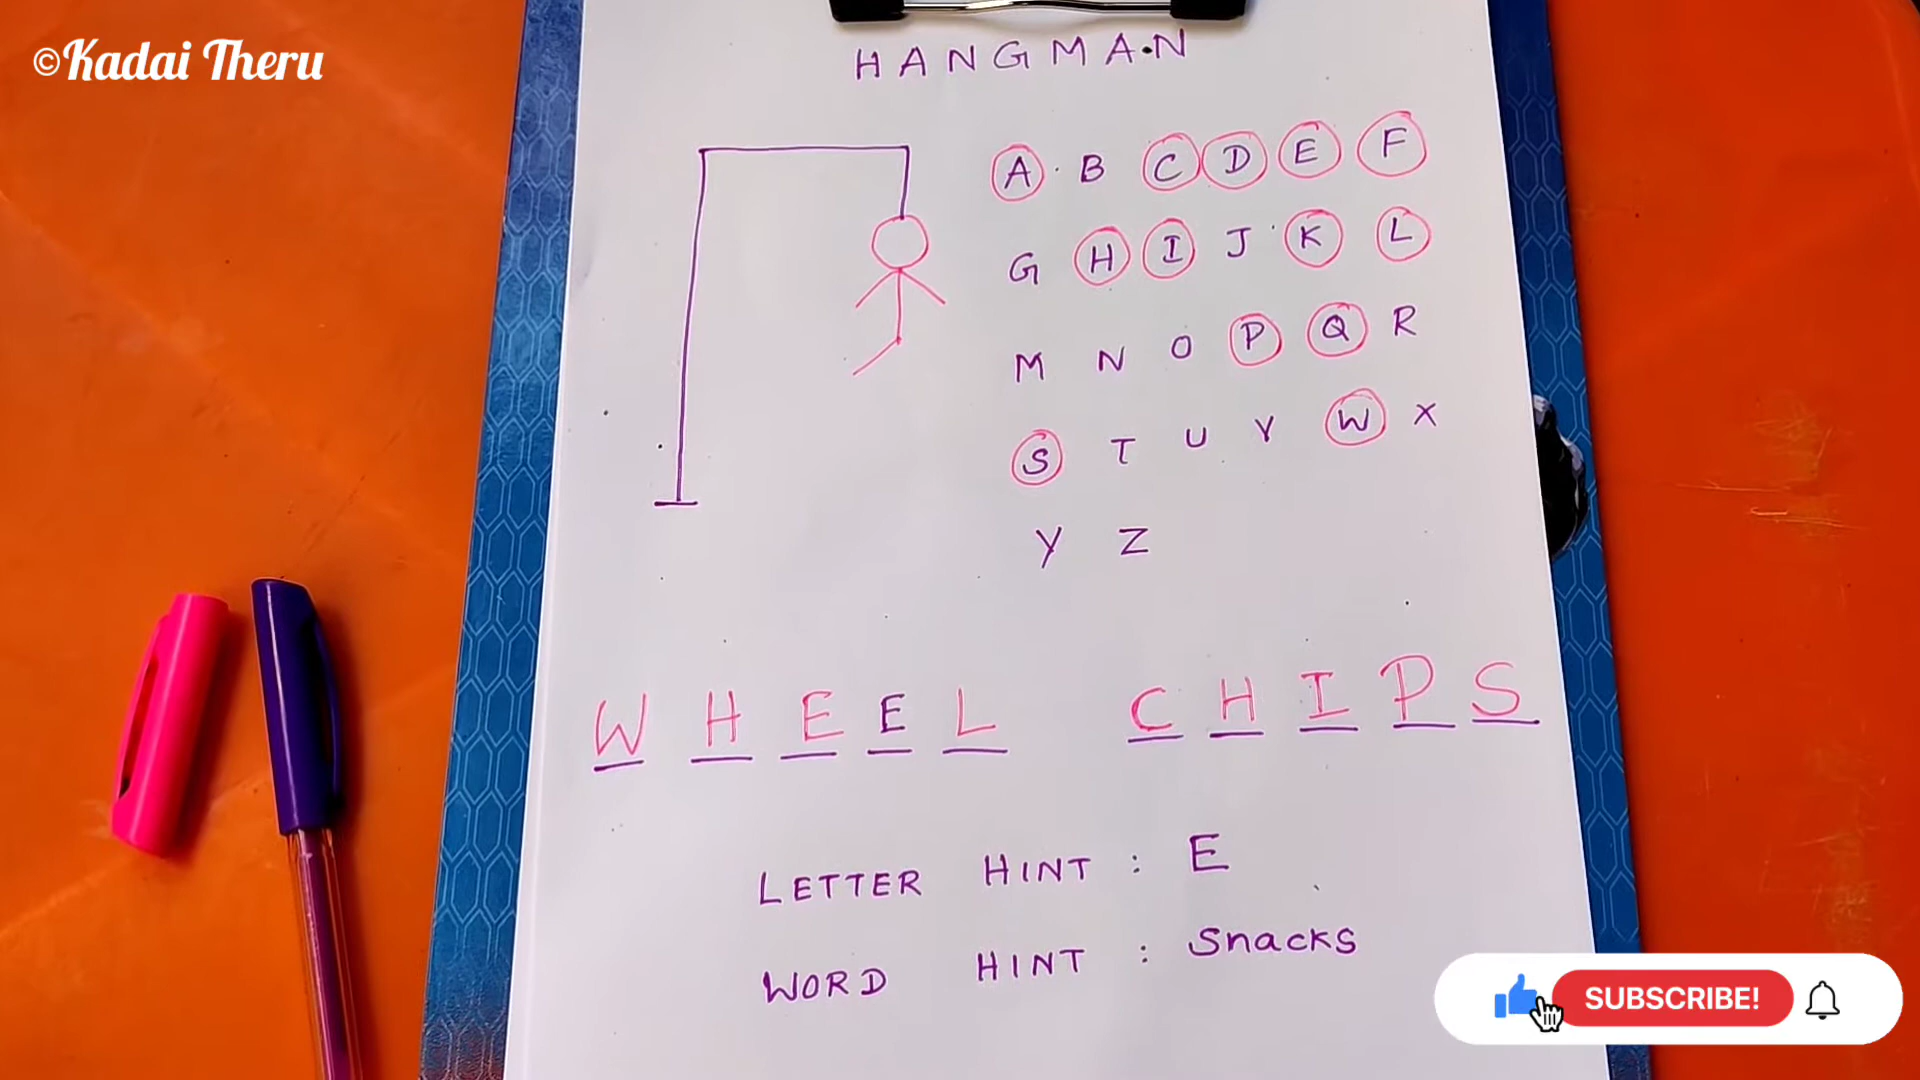 ©Kadai Theru
HANGMAN
A B C D E F
G H I J K L
M N O P Q R
S T U V W X
Y Z
WHEEL CHIPS
LETTER HINT : E
WORD HINT : Snacks
SUBSCRIBE!